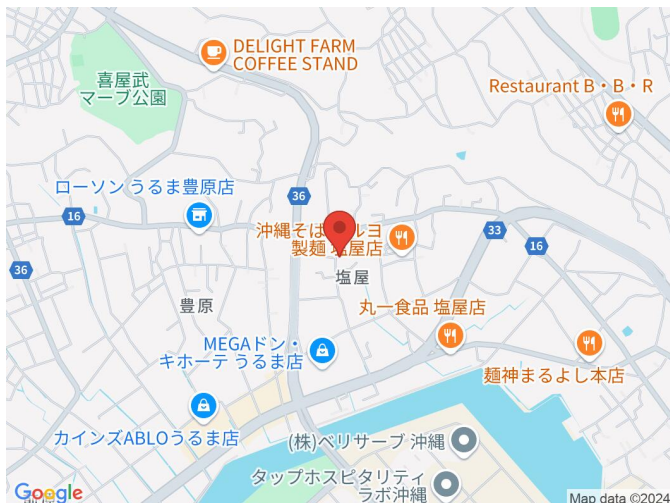 DELIGHT FARM
COFFEE STAND
喜屋武
マーブ公園
Restaurant B・B・R
ローソン うるま豊原店
36
16
沖縄そば
ルヨ
製麺 塩屋店
33
16
36
塩屋
豊原
丸一食品 塩屋店
MEGAドン・
キホーテ うるま店
麺神まるよし本店
カインズABLOうるま店
(株)ベリサーブ 沖縄
タップホスピタリティ
ラボ沖縄
Google
Map data ©2024